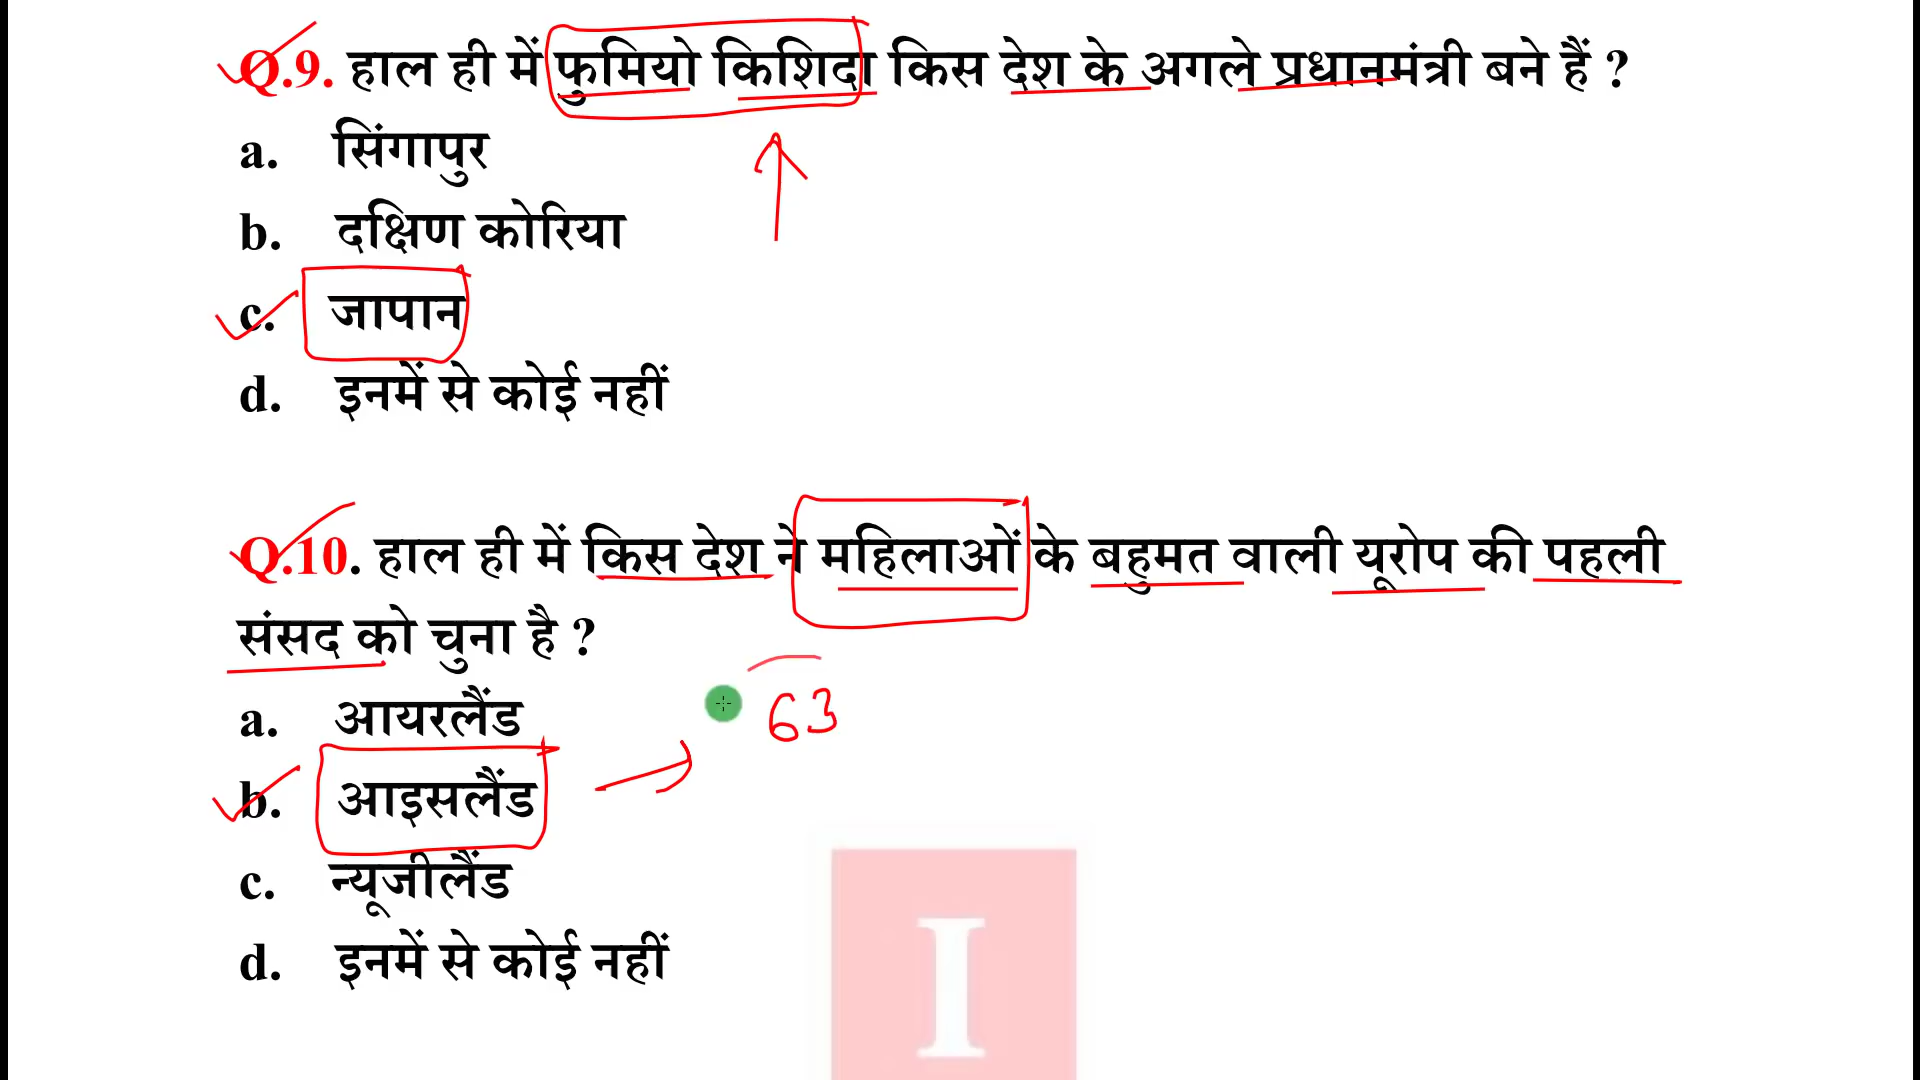 Q.9. हाल ही में फुमियो किशिदा किस देश के अगले प्रधानमंत्री बने हैं ?
a. सिंगापुर
b. दक्षिण कोरिया
c. जापान
d. इनमें से कोई नहीं
Q.10. हाल ही में किस देश ने महिलाओं के बहुमत वाली यूरोप की पहली
संसद को चुना है ?
a. आयरलैंड
63
b. आइसलैंड
c. न्यूजीलैंड
d. इनमें से कोई नहीं
I